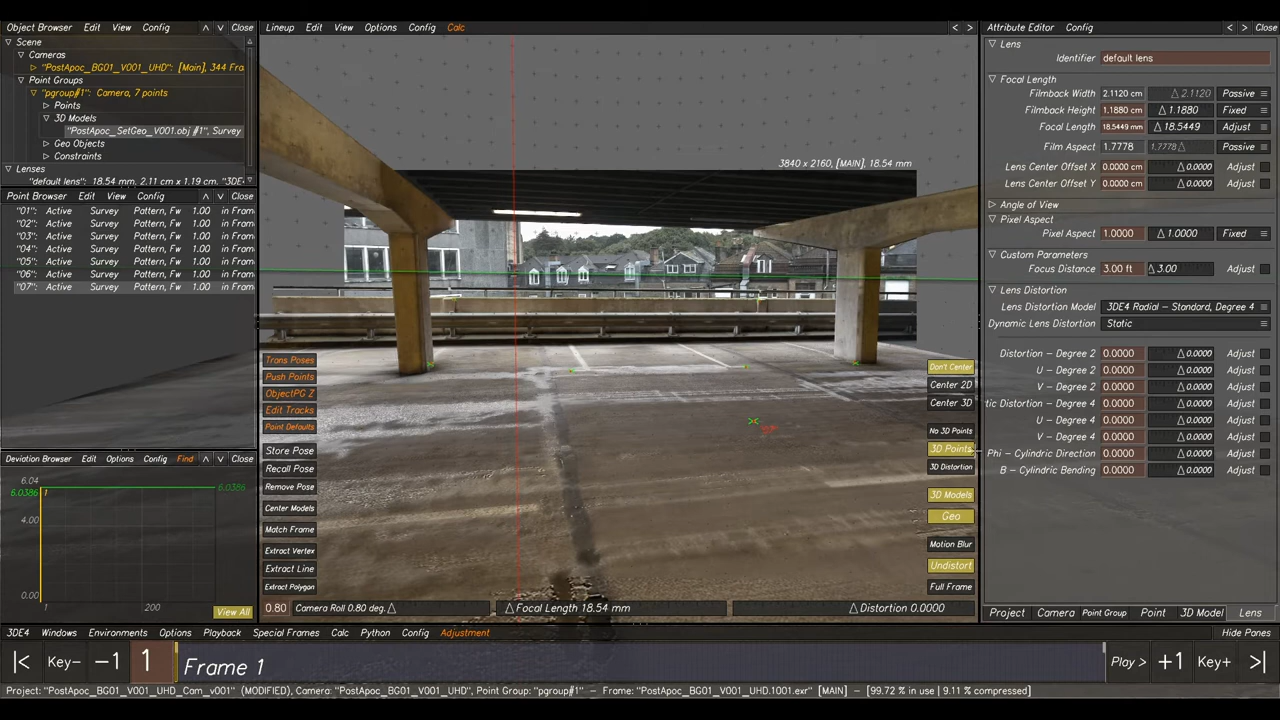 Object Browser Edit View Config Close
Scene
Cameras
"PostApoc_BG01_V001_UHD": [Main], 344 Fra
Point Groups
"pgroup#1": Camera, 7 points
Points
3D Models
"PostApoc_SetGeo_V001.obj #1", Survey
Geo Objects
Constraints
Lenses
"default lens": 18.54 mm, 2.11 cm x 1.19 cm, "3DE
Point Browser Edit View Config Close
"01": Active Survey Pattern, Fw 1.00 in Fram
"02": Active Survey Pattern, Fw 1.00 in Fram
"03": Active Survey Pattern, Fw 1.00 in Fram
"04": Active Survey Pattern, Fw 1.00 in Fram
"05": Active Survey Pattern, Fw 1.00 in Fram
"06": Active Survey Pattern, Fw 1.00 in Fram
"07": Active Survey Pattern, Fw 1.00 in Fram
Deviation Browser Edit Options Config Find Close
6.04
6.0386 1 6.0386
4.00
2.00
0.00
1 200
View All
Lineup Edit View Options Config Calc < >
3840 x 2160, [MAIN], 18.54 mm
Trans Poses
Push Points
ObjectPG Z
Edit Tracks
Point Defaults
Store Pose
Recall Pose
Remove Pose
Center Models
Match Frame
Extract Vertex
Extract Line
Extract Polygon
Don't Center
Center 2D
Center 3D
No 3D Points
3D Points
3D Distortion
3D Models
Geo
Motion Blur
Undistort
Full Frame
0.80 Camera Roll 0.80 deg. Focal Length 18.54 mm Distortion 0.0000
Attribute Editor Config < > Close
Lens
Identifier default lens
Focal Length
Filmback Width 2.1120 cm 2.1120 Passive
Filmback Height 1.1880 cm 1.1880 Fixed
Focal Length 18.5449 mm 18.5449 Adjust
Film Aspect 1.7778 1.7778 Passive
Lens Center Offset X 0.0000 cm 0.0000 Adjust
Lens Center Offset Y 0.0000 cm 0.0000 Adjust
Angle of View
Pixel Aspect
Pixel Aspect 1.0000 1.0000 Fixed
Custom Parameters
Focus Distance 3.00 ft 3.00 Adjust
Lens Distortion
Lens Distortion Model 3DE4 Radial – Standard, Degree 4
Dynamic Lens Distortion Static
Distortion – Degree 2 0.0000 0.0000 Adjust
U – Degree 2 0.0000 0.0000 Adjust
V – Degree 2 0.0000 0.0000 Adjust
tic Distortion – Degree 4 0.0000 0.0000 Adjust
U – Degree 4 0.0000 0.0000 Adjust
V – Degree 4 0.0000 0.0000 Adjust
Phi – Cylindric Direction 0.0000 0.0000 Adjust
B – Cylindric Bending 0.0000 0.0000 Adjust
Project Camera Point Group Point 3D Model Lens
3DE4 Windows Environments Options Playback Special Frames Calc Python Config Adjustment Hide Panes
|< Key– –1 1 Frame 1 Play > +1 Key+ >|
Project: "PostApoc_BG01_V001_UHD_Cam_v001" (MODIFIED), Camera: "PostApoc_BG01_V001_UHD", Point Group: "pgroup#1" – Frame: "PostApoc_BG01_V001_UHD.1001.exr" [MAIN] – [99.72 % in use | 9.11 % compressed]